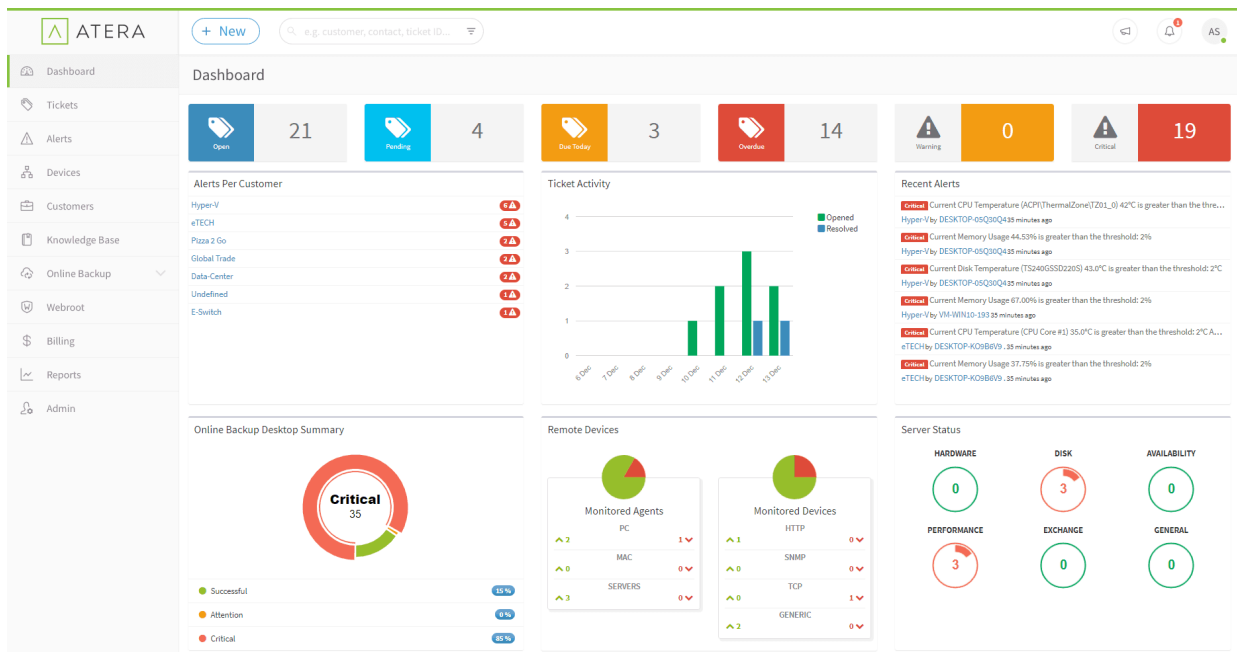 ATERA
+ New
e.g. customer, contact, ticket ID...
1
AS
Dashboard
Tickets
Alerts
Devices
Customers
Knowledge Base
Online Backup
Webroot
Billing
Reports
Admin
Dashboard
Open
21
Pending
4
Due Today
3
Overdue
14
Warning
0
Critical
19
Alerts Per Customer
Hyper-V 6
eTECH 5
Pizza 2 Go
Global Trade
Data-Center
Undefined 1
E-Switch 1
Ticket Activity
4
3
2
1
0
6 Dec
7 Dec
8 Dec
9 Dec
10 Dec
11 Dec
12 Dec
13 Dec
Opened
Resolved
Recent Alerts
Critical Current CPU Temperature (ACPI\ThermalZone\TZ01_0) 42°C is greater than the thre...
Hyper-V by DESKTOP-05Q30Q4 35 minutes ago
Critical Current Memory Usage 44.53% is greater than the threshold: 2%
Hyper-V by DESKTOP-05Q30Q4 35 minutes ago
Critical Current Disk Temperature (TS240GSSD220S) 43.0°C is greater than the threshold: 2°C
Hyper-V by DESKTOP-05Q30Q4 35 minutes ago
Critical Current Memory Usage 67.00% is greater than the threshold: 2%
Hyper-V by VM-WIN10-193 35 minutes ago
Critical Current CPU Temperature (CPU Core #1) 35.0°C is greater than the threshold: 2°C A...
eTECH by DESKTOP-KO9B6V9 . 35 minutes ago
Critical Current Memory Usage 37.75% is greater than the threshold: 2%
eTECH by DESKTOP-KO9B6V9 . 35 minutes ago
Online Backup Desktop Summary
Critical
35
Successful 15 %
Attention 0 %
Critical 85 %
Remote Devices
Monitored Agents
PC
2 1
MAC
0 0
SERVERS
3 0
Monitored Devices
HTTP
1 0
SNMP
0 0
TCP
0 1
GENERIC
2 0
Server Status
HARDWARE
0
DISK
3
AVAILABILITY
0
PERFORMANCE
3
EXCHANGE
0
GENERAL
0